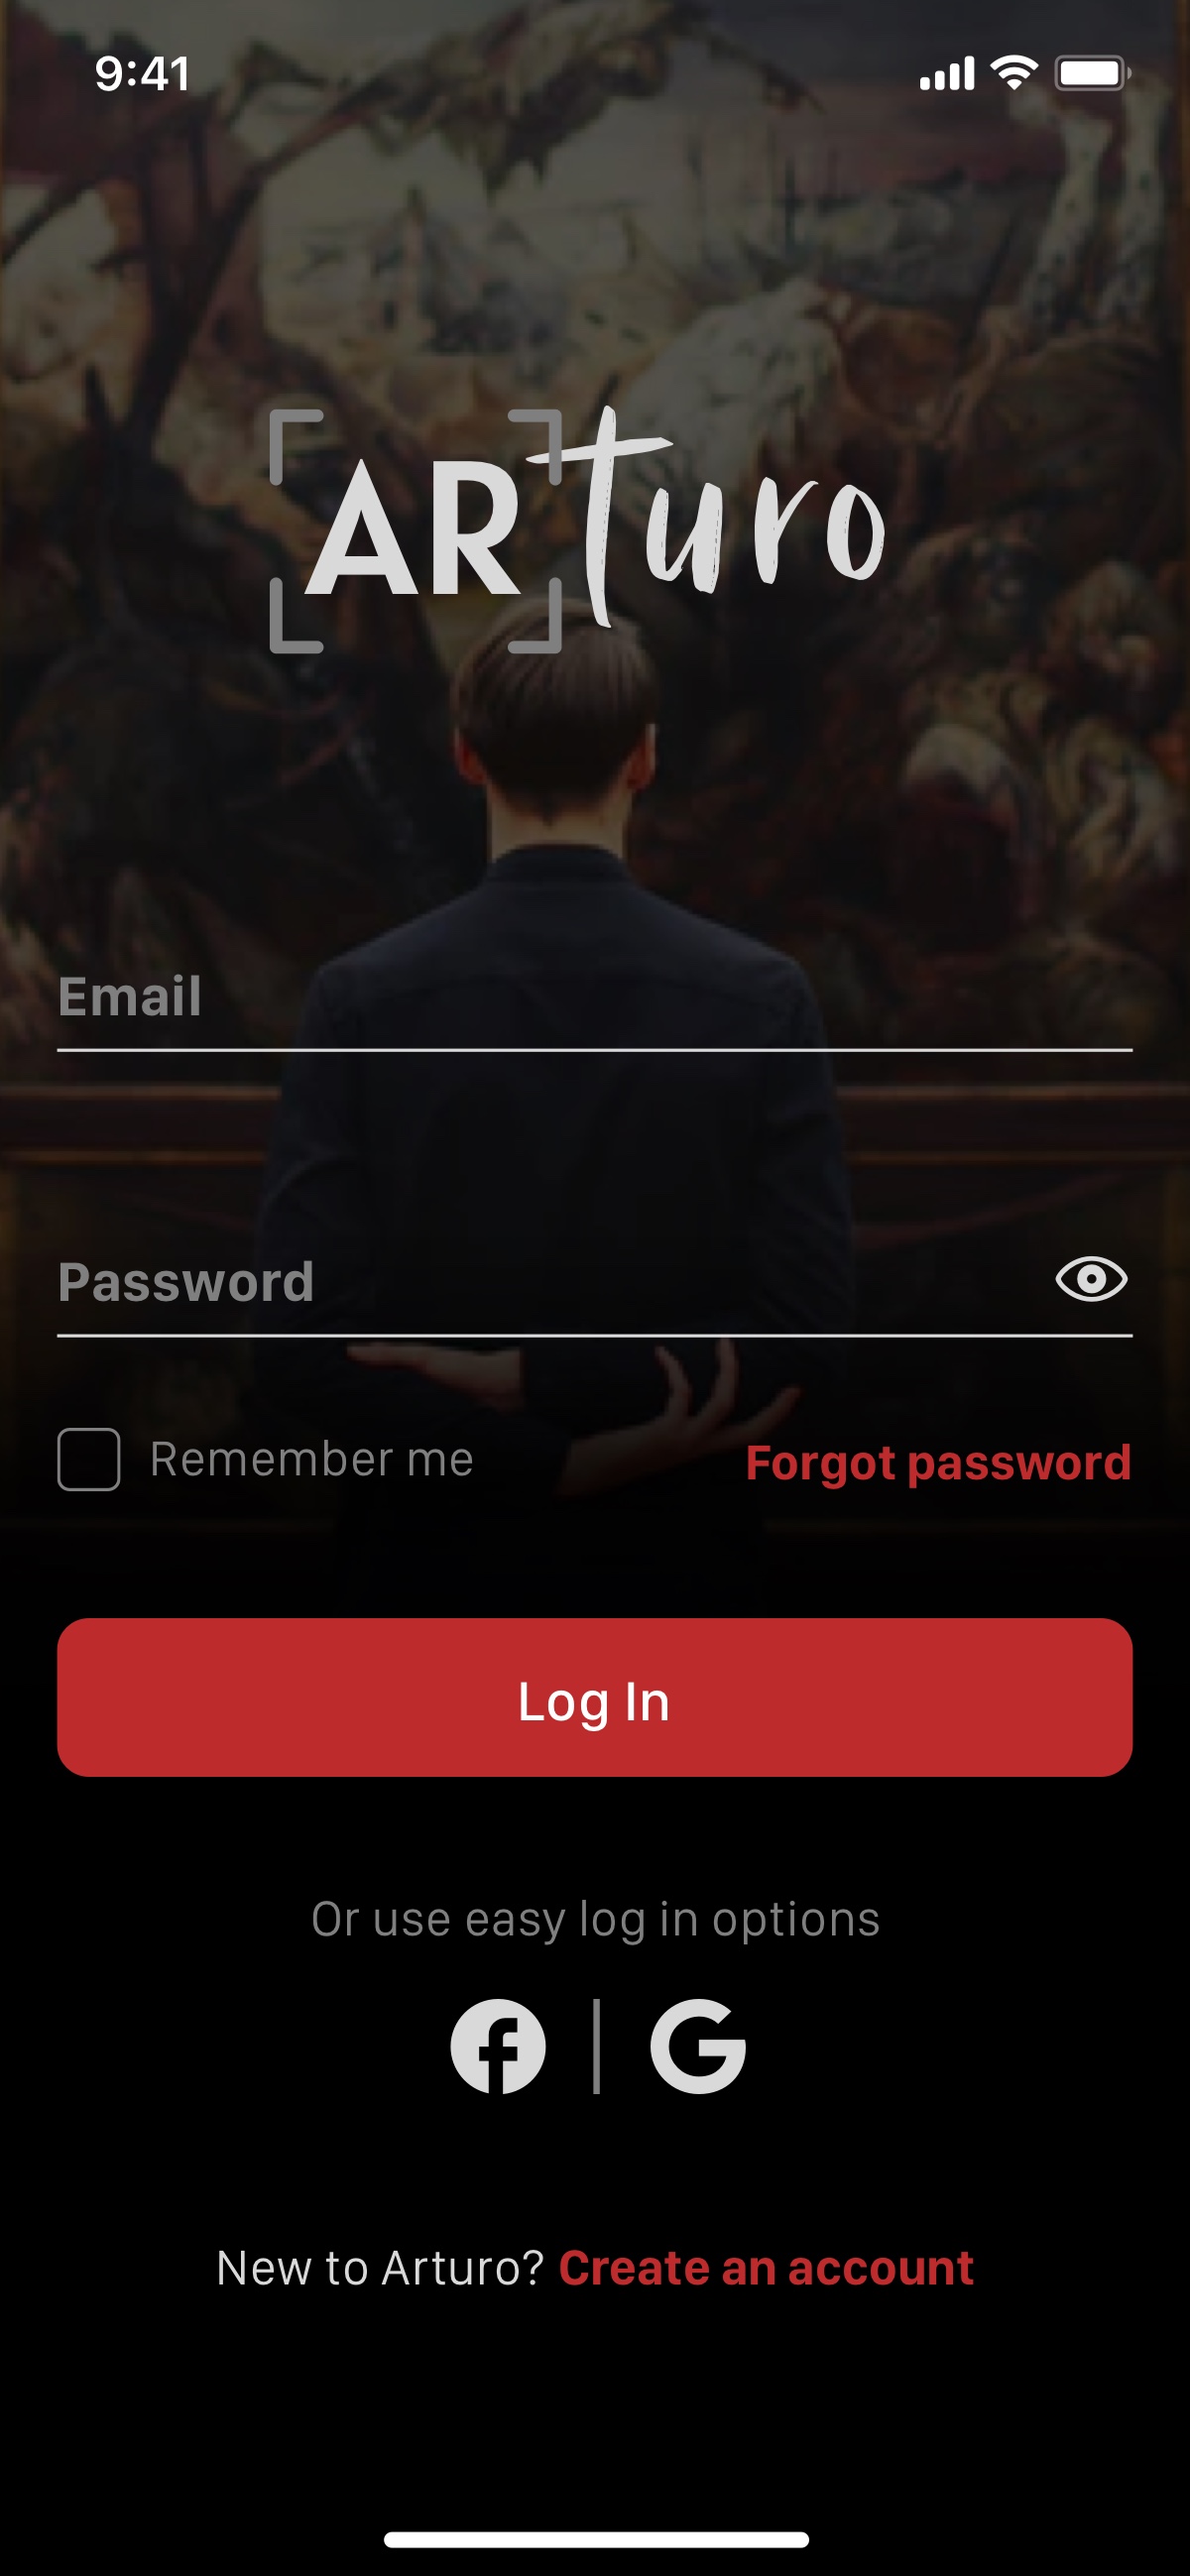 9:41
ARturo
Email
Password
Remember me
Forgot password
Log In
Or use easy log in options
New to Arturo? Create an account